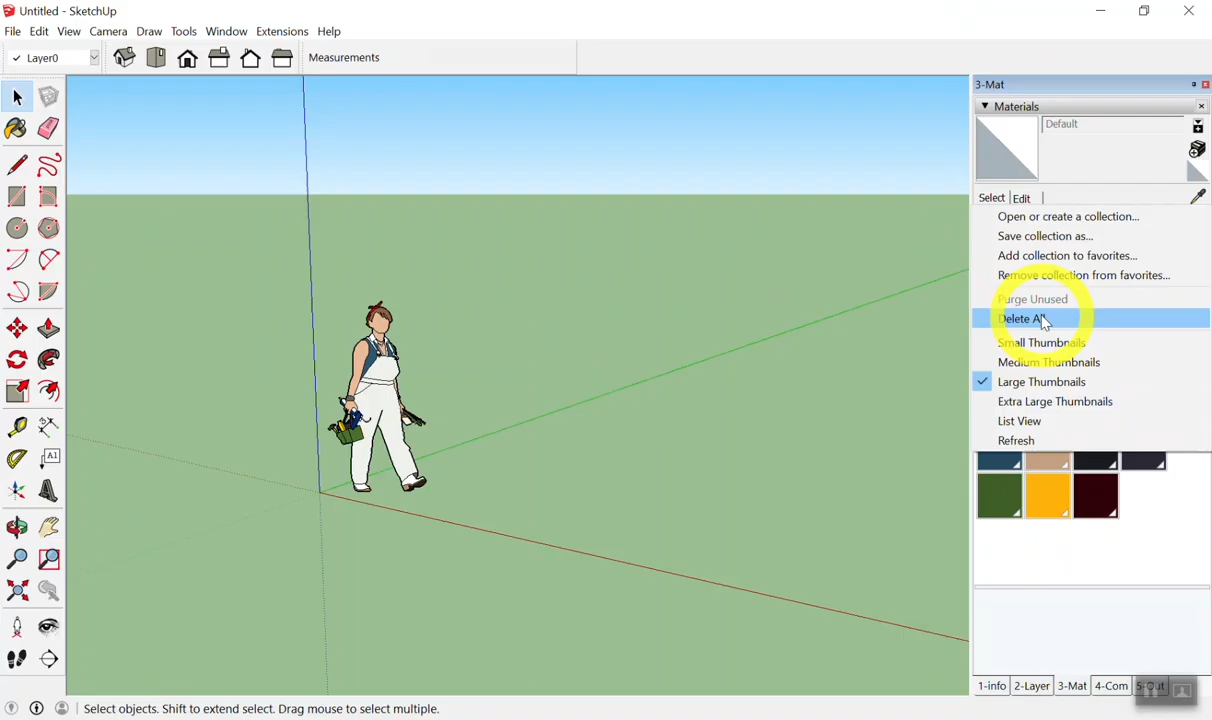 Untitled - SketchUp
File Edit View Camera Draw Tools Window Extensions Help
Layer0
Measurements
3-Mat
Materials
Default
Select Edit
Open or create a collection...
Save collection as...
Add collection to favorites...
Remove collection from favorites...
Purge Unused
Delete All
Small Thumbnails
Medium Thumbnails
Large Thumbnails
Extra Large Thumbnails
List View
Refresh
A1
1-info 2-Layer 3-Mat 4-Com 5-Out
Select objects. Shift to extend select. Drag mouse to select multiple.